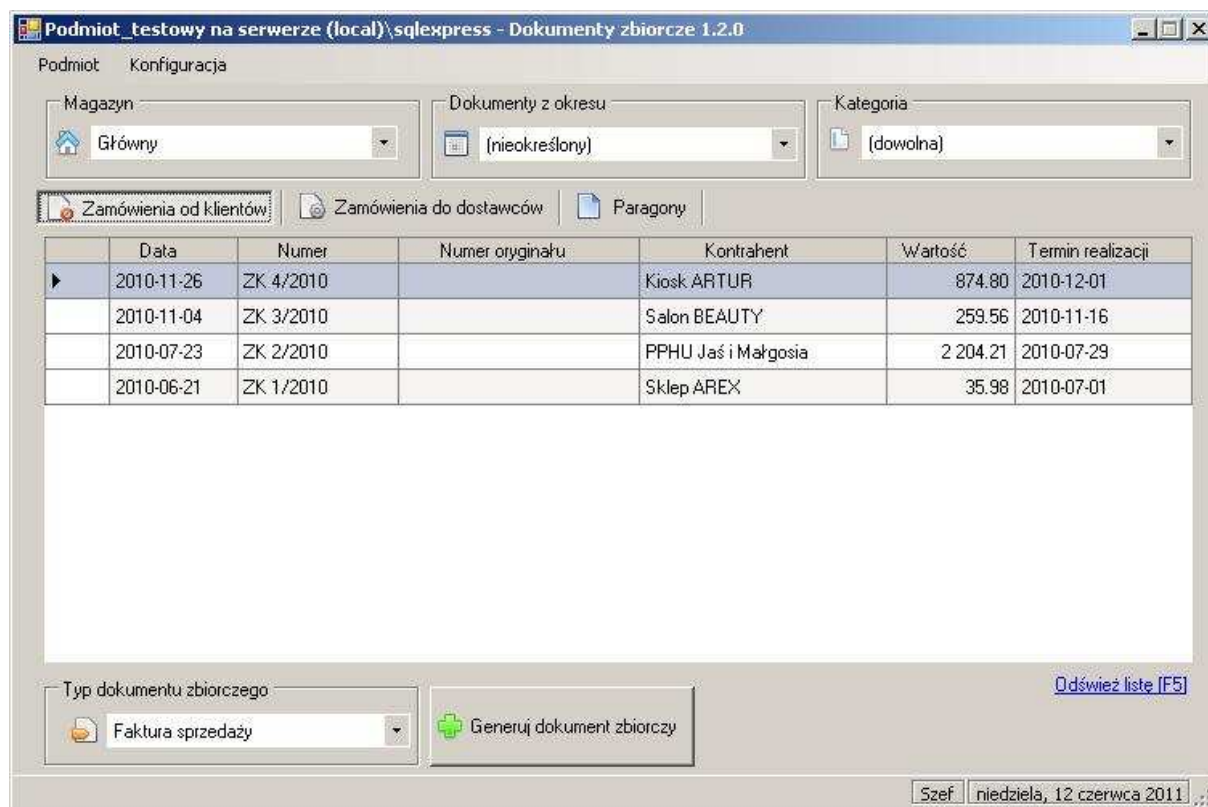 Podmiot_testowy na serwerze (local)\sqlexpress - Dokumenty zbiorcze 1.2.0
Podmiot Konfiguracja
Magazyn Dokumenty z okresu Kategoria
Główny (nieokreślony) (dowolna)
Zamówienia od klientów Zamówienia do dostawców Paragony
Data Numer Numer oryginału Kontrahent Wartość Termin realizacji
2010-11-26 ZK 4/2010 Kiosk ARTUR 874.80 2010-12-01
2010-11-04 ZK 3/2010 Salon BEAUTY 259.56 2010-11-16
2010-07-23 ZK 2/2010 PPHU Jaś i Małgosia 2 204.21 2010-07-29
2010-06-21 ZK 1/2010 Sklep AREX 35.98 2010-07-01
Odśwież listę [F5]
Typ dokumentu zbiorczego
Faktura sprzedaży Generuj dokument zbiorczy
Szef niedziela, 12 czerwca 2011